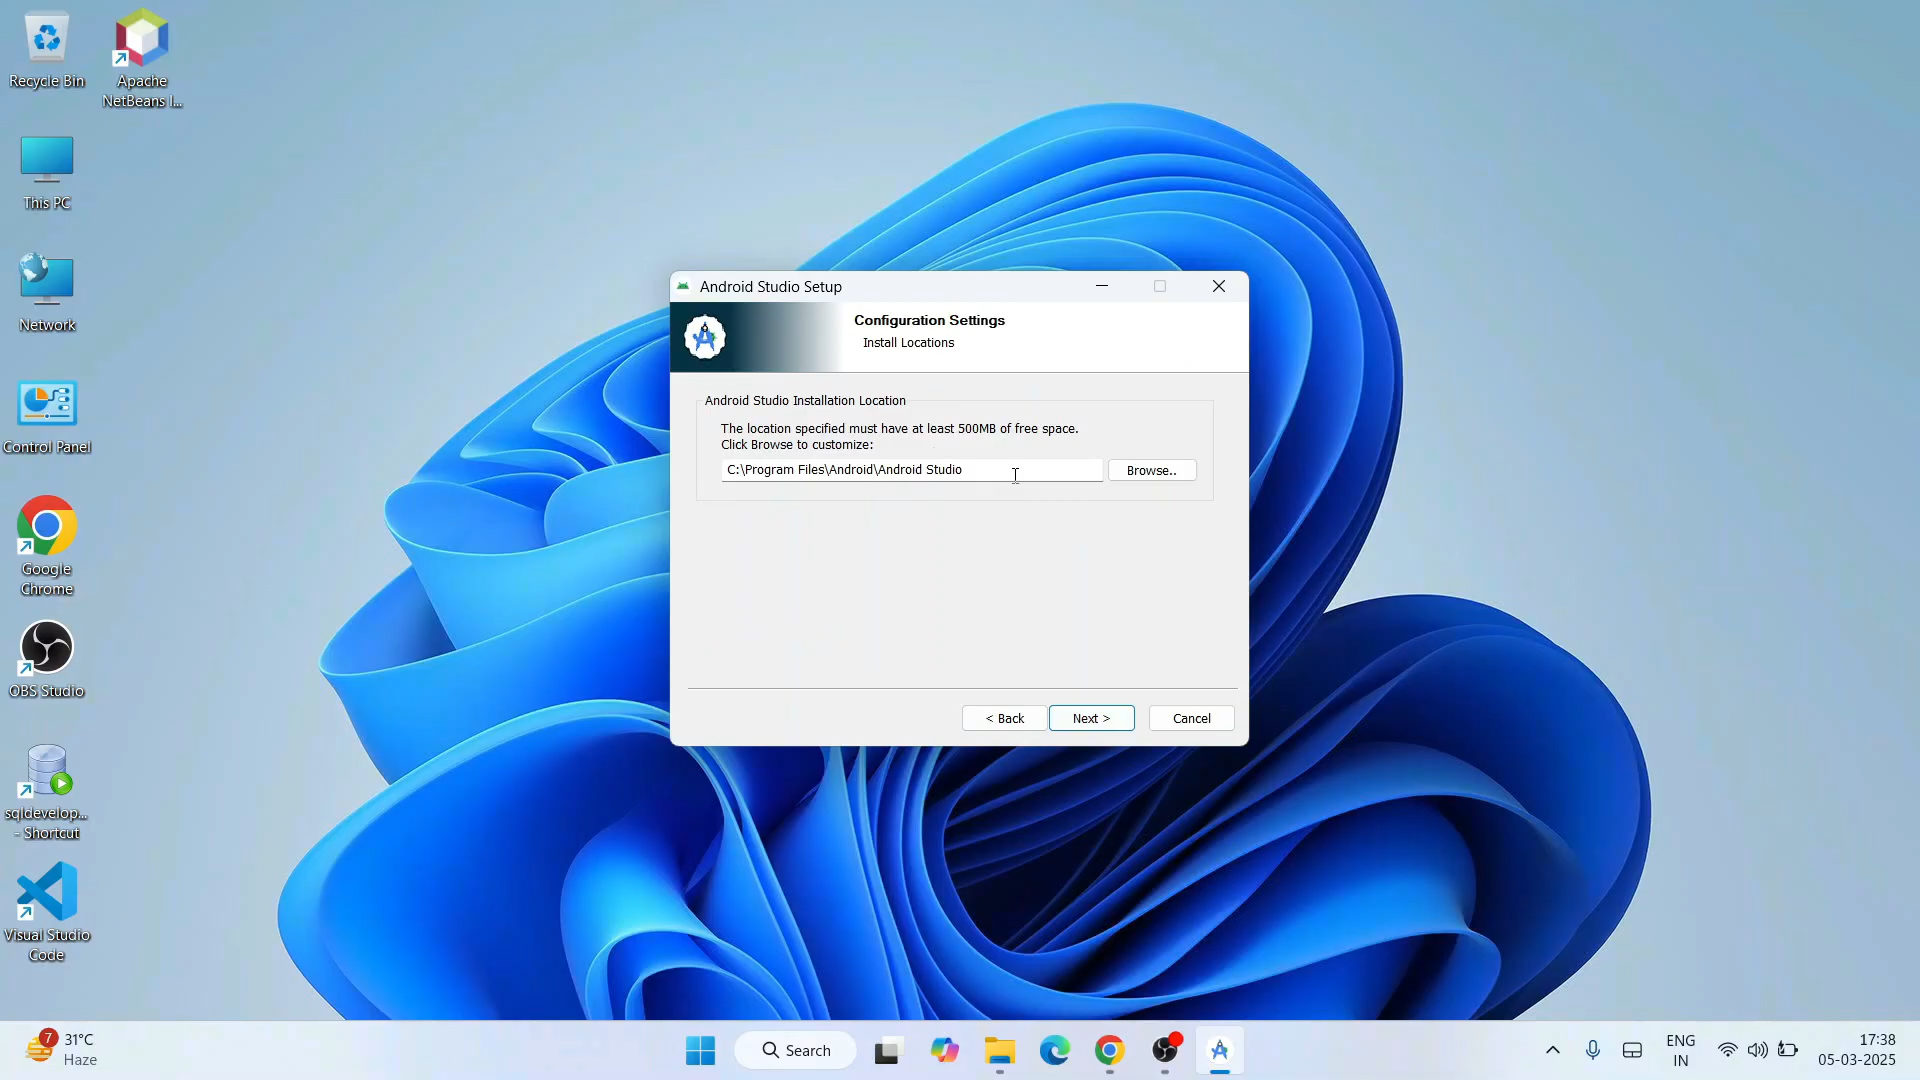 Recycle Bin
Apache
NetBeans I...
This PC
Network
Control Panel
Google
Chrome
OBS Studio
sqldevelop...
- Shortcut
Visual Studio
Code
Android Studio Setup
Configuration Settings
Install Locations
Android Studio Installation Location
The location specified must have at least 500MB of free space.
Click Browse to customize:
C:\Program Files\Android\Android Studio
Browse..
< Back
Next >
Cancel
7
31°C
Haze
Search
ENG
IN
17:38
05-03-2025